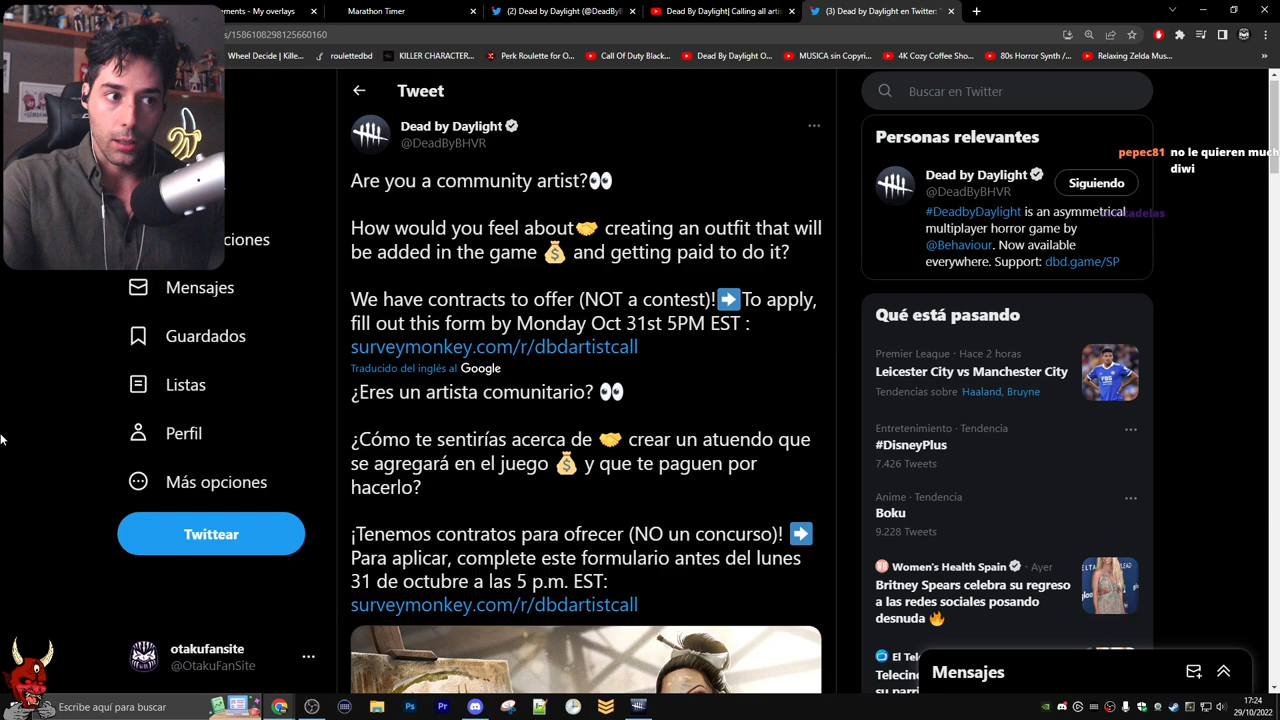 ements - My overlays
Marathon Timer
(2) Dead by Daylight (@DeadByB
Dead By Daylight| Calling all arti
(3) Dead by Daylight en Twitter:
s/1586108298125660160
Wheel Decide | Kille...
roulettedbd
KILLER CHARACTER...
Perk Roulette for O...
Call Of Duty Black...
Dead By Daylight O...
MUSICA sin Copyri...
4K Cozy Coffee Sho...
80s Horror Synth /...
Relaxing Zelda Mus...
Tweet
Dead by Daylight
@DeadByBHVR
Are you a community artist?👀
How would you feel about🤝 creating an outfit that will
be added in the game 💰 and getting paid to do it?
We have contracts to offer (NOT a contest)!➡️To apply,
fill out this form by Monday Oct 31st 5PM EST :
surveymonkey.com/r/dbdartistcall
Traducido del inglés al Google
¿Eres un artista comunitario? 👀
¿Cómo te sentirías acerca de 🤝 crear un atuendo que
se agregará en el juego 💰 y que te paguen por
hacerlo?
¡Tenemos contratos para ofrecer (NO un concurso)! ➡️
Para aplicar, complete este formulario antes del lunes
31 de octubre a las 5 p.m. EST:
surveymonkey.com/r/dbdartistcall
ciones
Mensajes
Guardados
Listas
Perfil
Más opciones
Twittear
otakufansite
@OtakuFanSite
Buscar en Twitter
Personas relevantes
pepec81 no le quieren much
diwi
Dead by Daylight
@DeadByBHVR
Siguiendo
#DeadbyDaylight is an asymmetrical
multiplayer horror game by
@Behaviour. Now available
everywhere. Support: dbd.game/SP
Qué está pasando
Premier League · Hace 2 horas
Leicester City vs Manchester City
Tendencias sobre Haaland, Bruyne
Entretenimiento · Tendencia
#DisneyPlus
7.426 Tweets
Anime · Tendencia
Boku
9.228 Tweets
Women's Health Spain · Ayer
Britney Spears celebra su regreso
a las redes sociales posando
desnuda 🔥
El Tele
Telecinc
su parri
Mensajes
Escribe aquí para buscar
17:24
29/10/2022